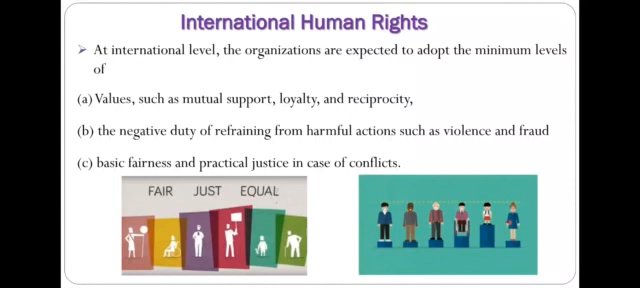 International Human Rights
At international level, the organizations are expected to adopt the minimum levels
of
(a) Values, such as mutual support, loyalty, and reciprocity,
(b) the negative duty of refraining from harmful actions such as violence and fraud
(c) basic fairness and practical justice in case of conflicts.
FAIR JUST EQUAL